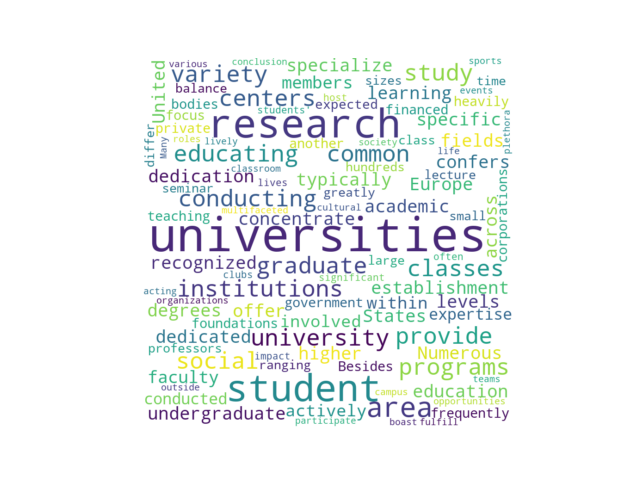 various conclusion specialize sports
United variety members sizes study time
balance centers learning events
bodies host expected financed heavily
focus students' specific plethora
private research
differ Many roles lively another society class fields
educating common life confers
classroom hundreds lecture
dedication typically Europe
seminar lives greatly across corporations
conducting cultural academic small
teaching multifaceted concentrate
universities
recognized graduate large often classes
clubs significant
acting institutions establishment
organizations government within levels
degrees offer States expertise
foundations involved
dedicated university provide
professors higher Numerous
social impact ranging Besides programs
faculty teams
outside student campus education
conducted area opportunities
undergraduate actively frequently
participate boast fulfill